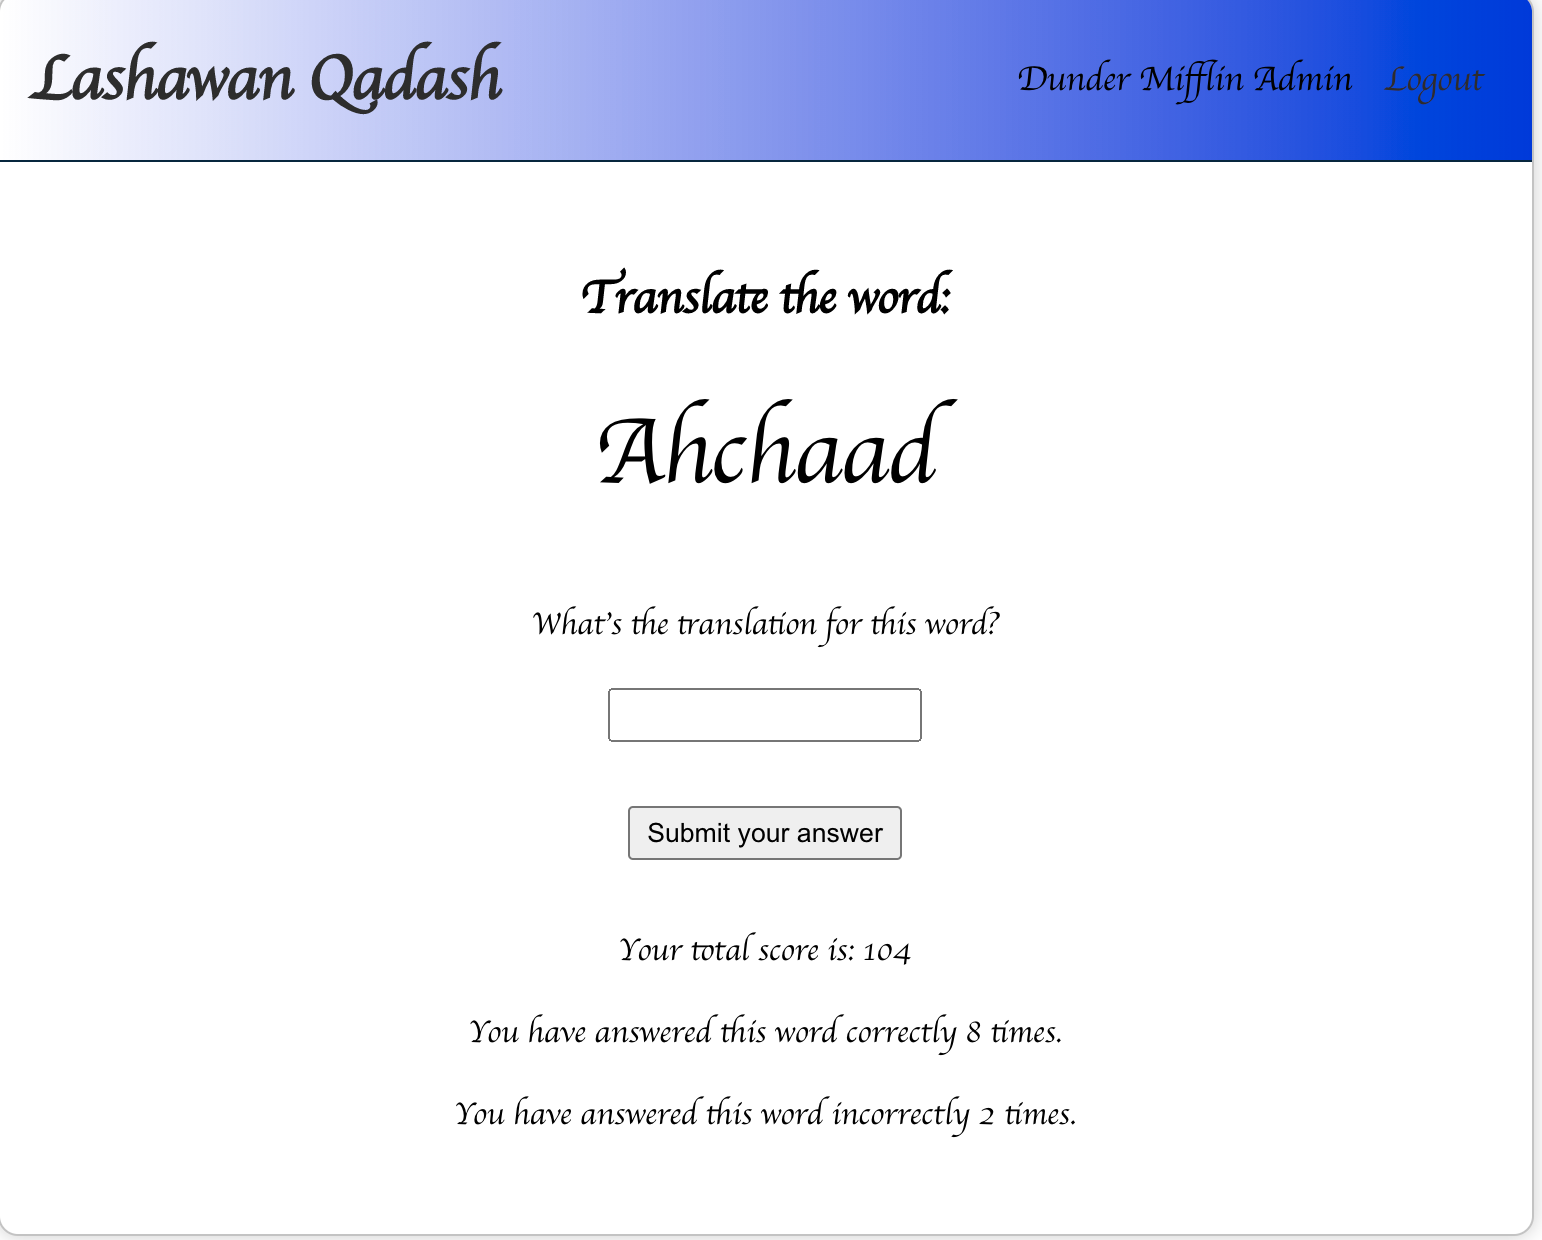 Lashawan Qadash
Dunder Mifflin Admin Logout
Translate the word:
Ahchaad
What's the translation for this word?
Submit your answer
Your total score is: 104
You have answered this word correctly 8 times.
You have answered this word incorrectly 2 times.